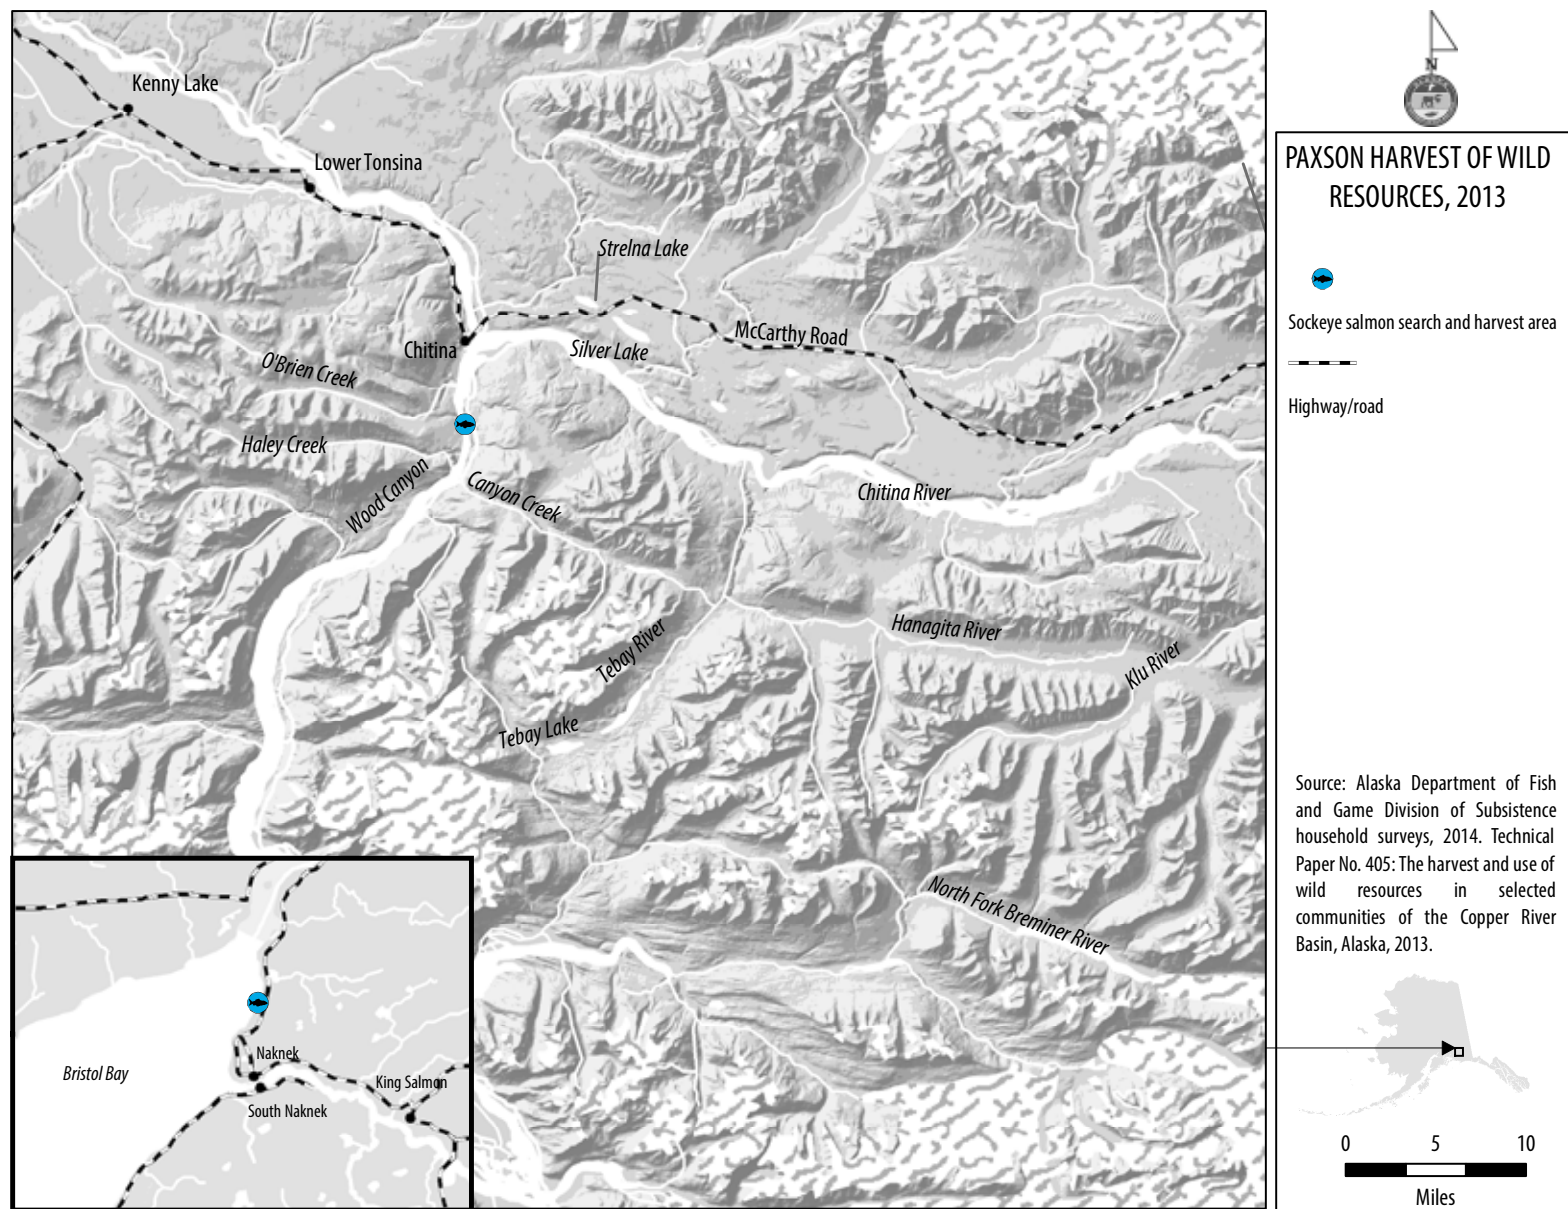 Kenny Lake
Lower Tonsina
Strelna Lake
McCarthy Road
Chitina
Silver Lake
O'Brien Creek
Haley Creek
Wood Canyon
Canyon Creek
Chitina River
Hanagita River
Tebay River
Klu River
Tebay Lake
North Fork Breminer River
Naknek
Bristol Bay
King Salmon
South Naknek
N
PAXSON HARVEST OF WILD
RESOURCES, 2013
Sockeye salmon search and harvest area
Highway/road
Source: Alaska Department of Fish
and Game Division of Subsistence
household surveys, 2014. Technical
Paper No. 405: The harvest and use of
wild resources in selected
communities of the Copper River
Basin, Alaska, 2013.
0 5 10
Miles